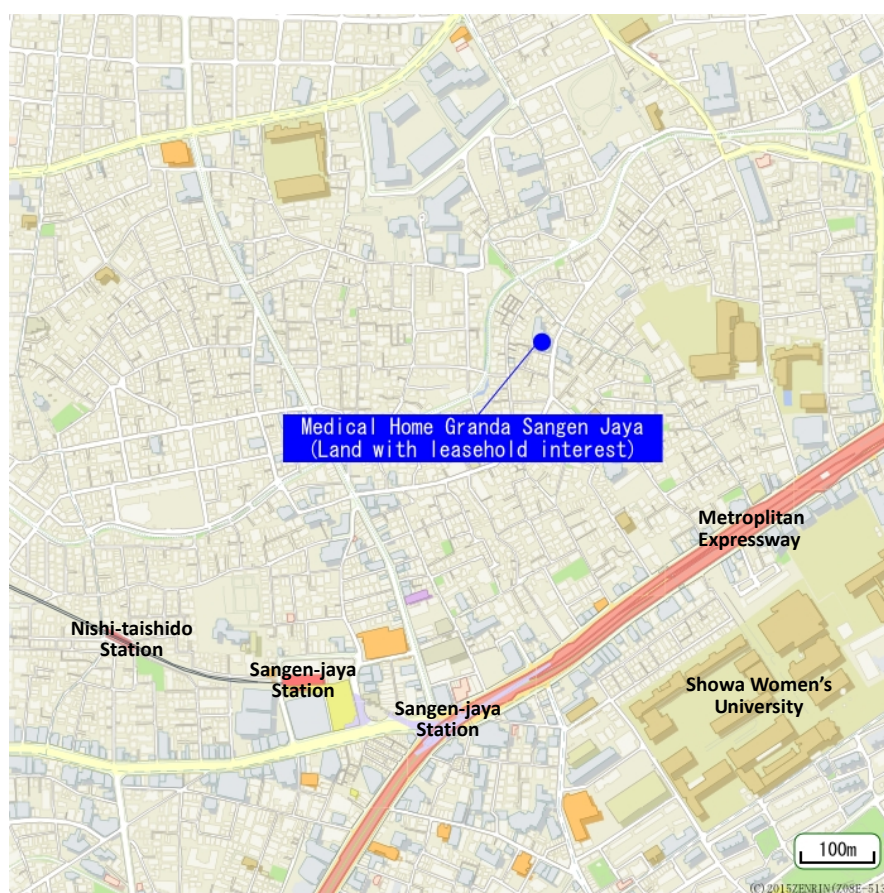 Medical Home Granda Sangen Jaya
(Land with leasehold interest)
Metroplitan
Expressway
Nishi-taishido
Station
Sangen-jaya
Station
Sangen-jaya
Station
Showa Women's
University
100m
(C)2015ZENRIN(Z08E-51